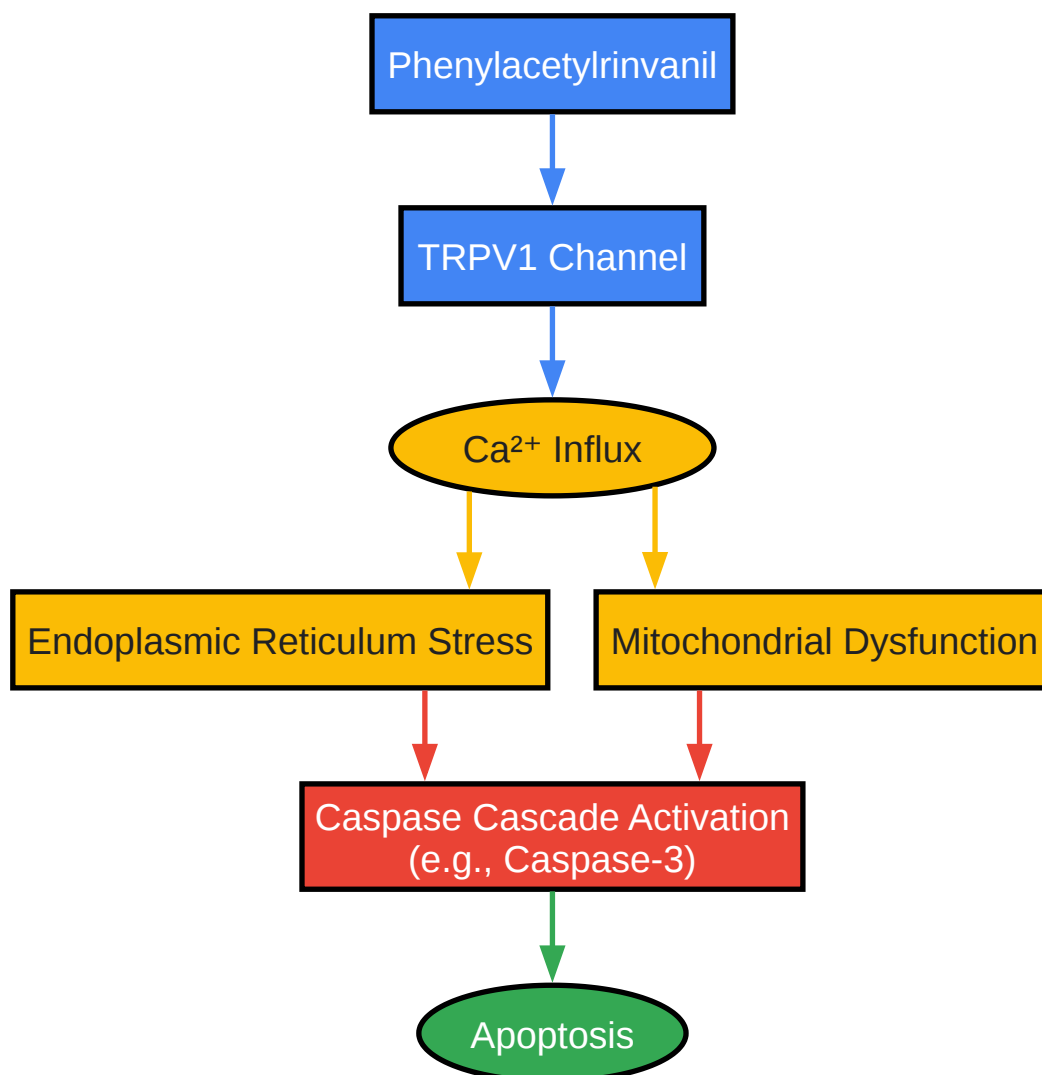 Phenylacetylrinvanil
TRPV1 Channel
Ca²⁺ Influx
Endoplasmic Reticulum Stress
Mitochondrial Dysfunction
Caspase Cascade Activation
(e.g., Caspase-3)
Apoptosis